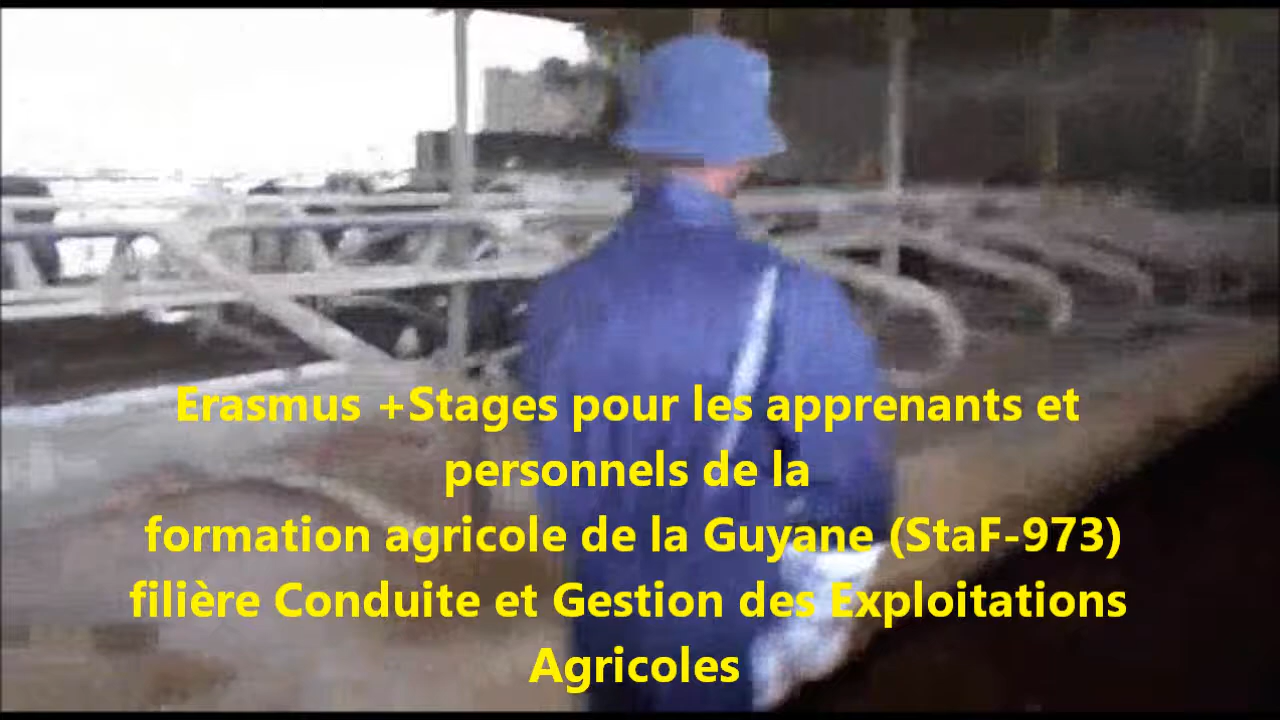 Erasmus +Stages pour les apprenants et
personnels de la
formation agricole de la Guyane (StaF-973)
filière Conduite et Gestion des Exploitations
Agricoles